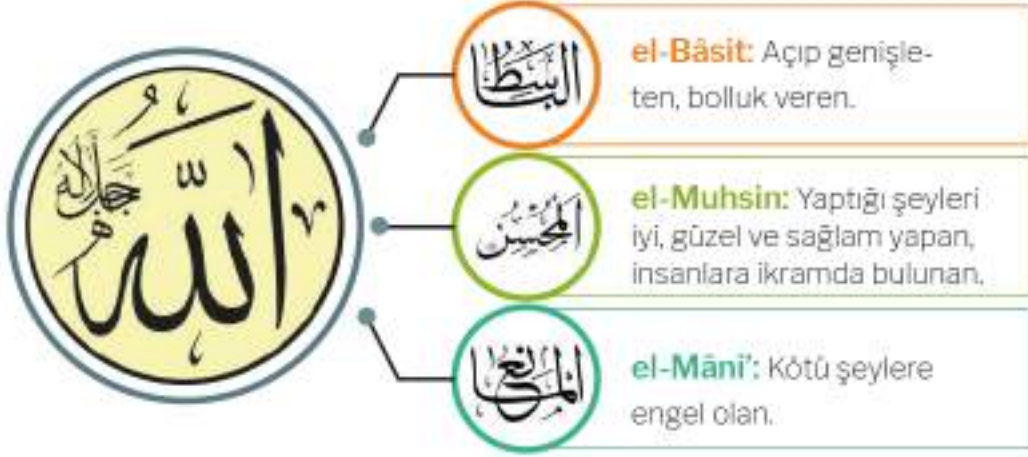 الله
جل جلاله
الباسط
el-Bâsit: Açıp genişle-
ten, bolluk veren.
المحسن
el-Muhsin: Yaptığı şeyleri
iyi, güzel ve sağlam yapan,
insanlara ikramda bulunan.
المانع
el-Mâni’: Kötü şeylere
engel olan.